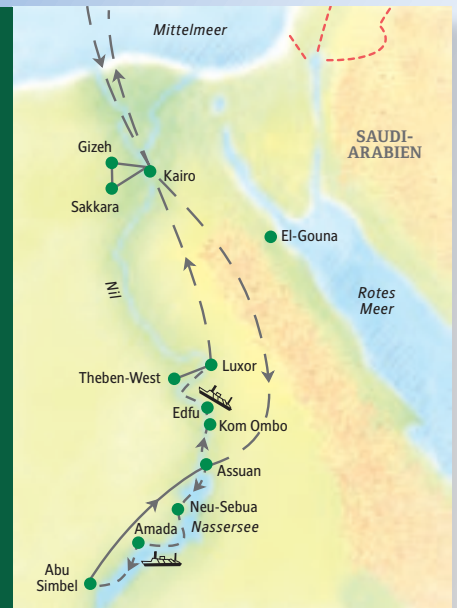 Mittelmeer
SAUDI-
ARABIEN
Gizeh
Kairo
Sakkara
El-Gouna
Nil
Rotes
Meer
Luxor
Theben-West
Edfu
Kom Ombo
Assuan
Neu-Sebua
Nassersee
Amada
Abu
Simbel